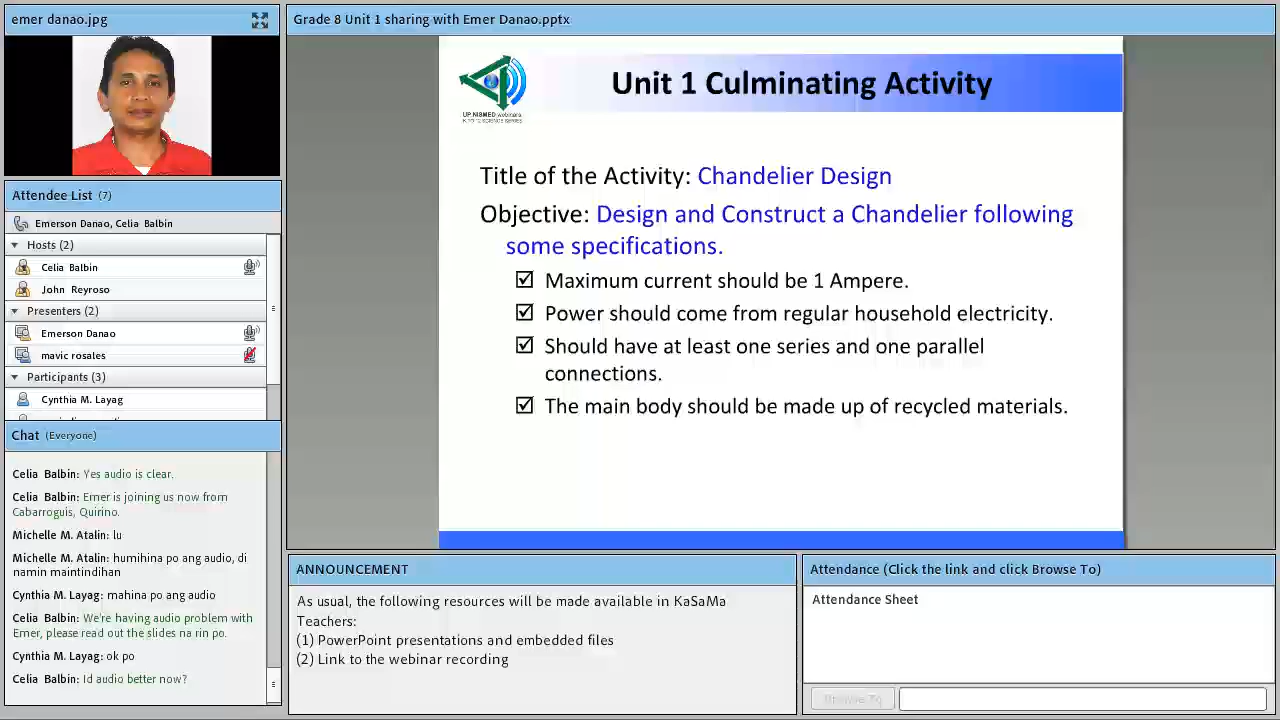 emer danao.jpg
Attendee List (7)
Emerson Danao, Celia Balbin
Hosts (2)
Celia Balbin
John Reyroso
Presenters (2)
Emerson Danao
mavic rosales
Participants (3)
Cynthia M. Layag
Chat (Everyone)
Celia Balbin: Yes audio is clear.
Celia Balbin: Emer is joining us now from
Cabarroguis, Quirino.
Michelle M. Atalin: lu
Michelle M. Atalin: humihina po ang audio, di
namin maintindihan
Cynthia M. Layag: mahina po ang audio
Celia Balbin: We're having audio problem with
Emer, please read out the slides na rin po.
Cynthia M. Layag: ok po
Celia Balbin: Id audio better now?
Grade 8 Unit 1 sharing with Emer Danao.pptx
UP NISMED webinars
K TO 12 SCIENCE SERIES
Unit 1 Culminating Activity
Title of the Activity: Chandelier Design
Objective: Design and Construct a Chandelier following
some specifications.
Maximum current should be 1 Ampere.
Power should come from regular household electricity.
Should have at least one series and one parallel
connections.
The main body should be made up of recycled materials.
ANNOUNCEMENT
As usual, the following resources will be made available in KaSaMa
Teachers:
(1) PowerPoint presentations and embedded files
(2) Link to the webinar recording
Attendance (Click the link and click Browse To)
Attendance Sheet
Browse To